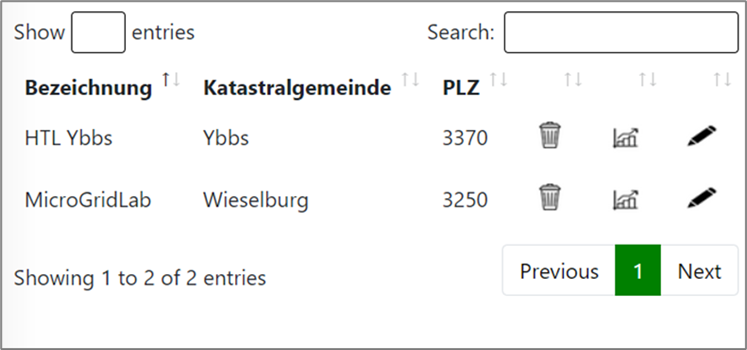 Show entries Search:
Bezeichnung Katastralgemeinde PLZ
HTL Ybbs Ybbs 3370
MicroGridLab Wieselburg 3250
Showing 1 to 2 of 2 entries Previous 1 Next